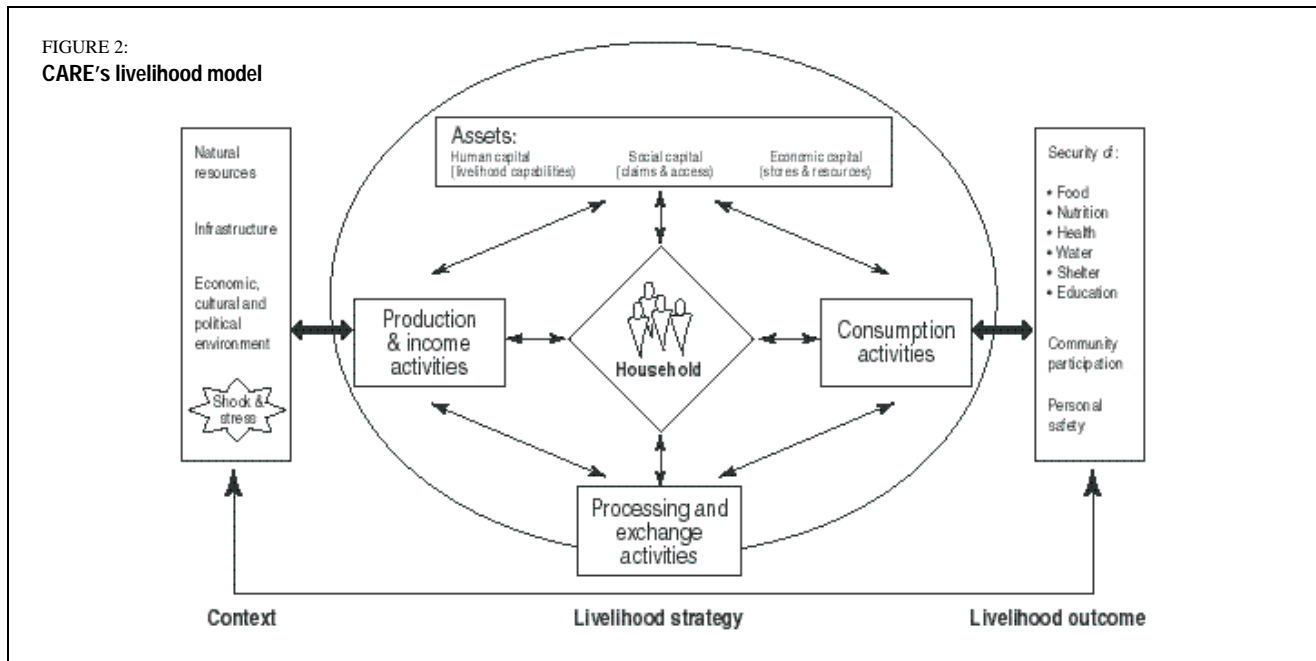 FIGURE 2:
CARE's livelihood model
Natural
resources
Infrastructure
Economic,
cultural and
political
environment
Shock &
stress
Assets:
Human capital
(livelihood capabilities)
Social capital
(claims & access)
Economic capital
(stores & resources)
Production
& income
activities
Household
Consumption
activities
Processing and
exchange
activities
Security of:
• Food
• Nutrition
• Health
• Water
• Shelter
• Education
Community
participation
Personal
safety
Context
Livelihood strategy
Livelihood outcome